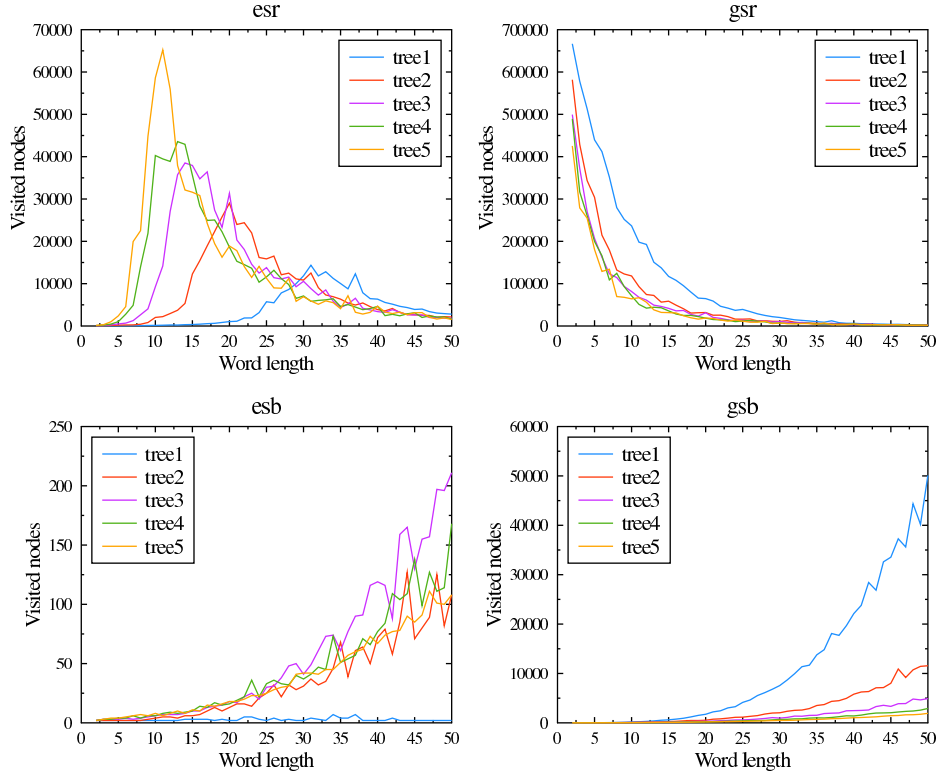 esr
70000
60000
50000
40000
30000
20000
10000
0
Visited nodes
tree1
tree2
tree3
tree4
tree5
0 5 10 15 20 25 30 35 40 45 50
Word length
gsr
700000
600000
500000
400000
300000
200000
100000
0
Visited nodes
tree1
tree2
tree3
tree4
tree5
0 5 10 15 20 25 30 35 40 45 50
Word length
esb
250
200
150
100
50
0
Visited nodes
tree1
tree2
tree3
tree4
tree5
0 5 10 15 20 25 30 35 40 45 50
Word length
gsb
60000
50000
40000
30000
20000
10000
0
Visited nodes
tree1
tree2
tree3
tree4
tree5
0 5 10 15 20 25 30 35 40 45 50
Word length